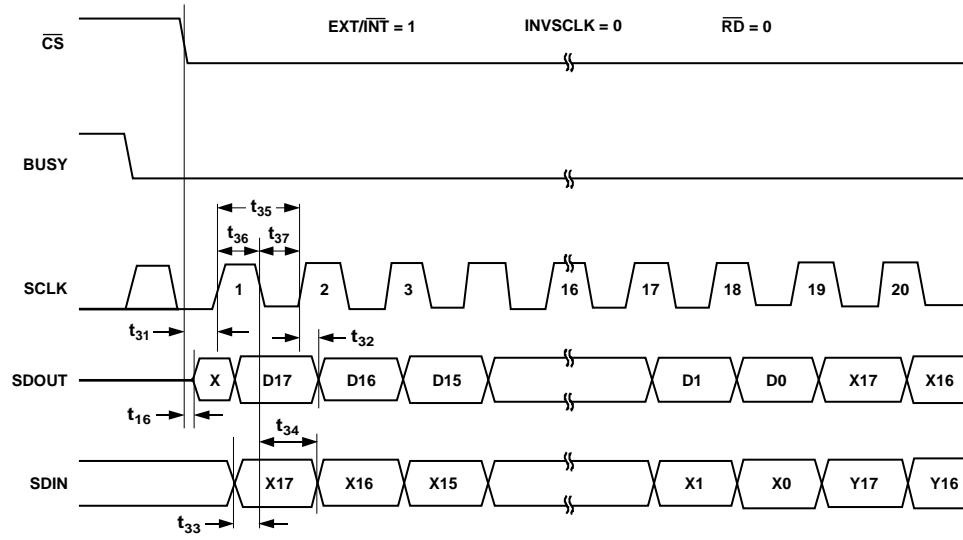 EXT/INT = 1 INVSCLK = 0 RD = 0
CS
BUSY
t35
t36 t37
SCLK 1 2 3 16 17 18 19 20
t31 t32
SDOUT X D17 D16 D15 D1 D0 X17 X16
t16 t34
SDIN X17 X16 X15 X1 X0 Y17 Y16
t33